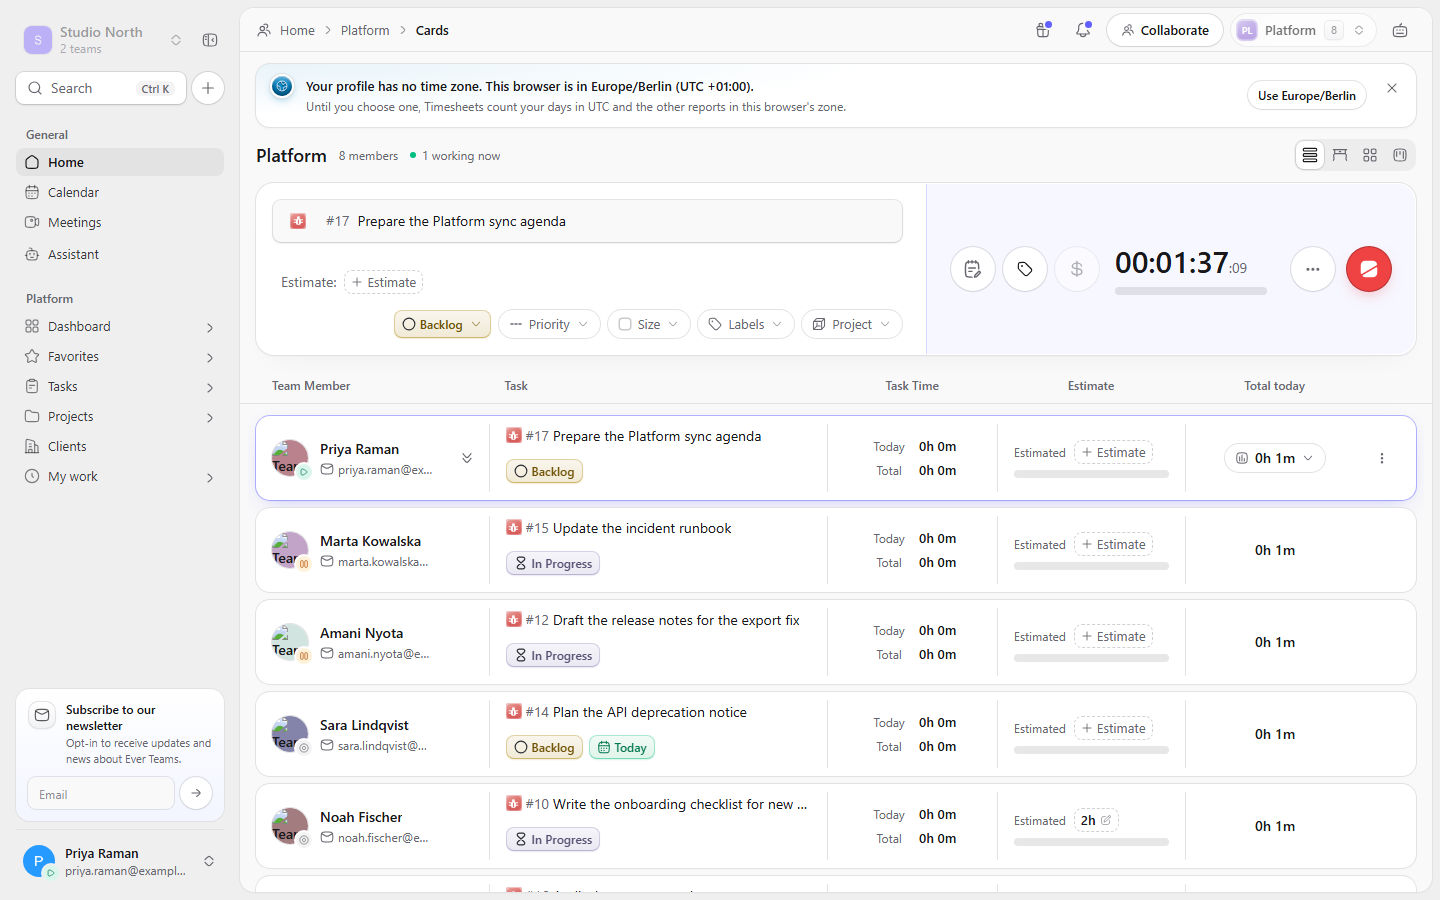 S
Studio North
2 teams
Search
Ctrl K
General
Home
Calendar
Meetings
Assistant
Platform
Dashboard
Favorites
Tasks
Projects
Clients
My work
Subscribe to our newsletter
Opt-in to receive updates and news about Ever Teams.
Email
P
Priya Raman
priya.raman@exampl...
Home
Platform
Cards
Collaborate
PL
Platform
8
Your profile has no time zone. This browser is in Europe/Berlin (UTC +01:00).
Until you choose one, Timesheets count your days in UTC and the other reports in this browser's zone.
Use Europe/Berlin
Platform
8 members
1 working now
#17 Prepare the Platform sync agenda
Estimate:
+ Estimate
Backlog
Priority
Size
Labels
Project
00:01:37:09
Team Member
Task
Task Time
Estimate
Total today
Priya Raman
priya.raman@ex...
#17 Prepare the Platform sync agenda
Backlog
Today 0h 0m
Total 0h 0m
Estimated + Estimate
0h 1m
Marta Kowalska
marta.kowalska...
#15 Update the incident runbook
In Progress
Today 0h 0m
Total 0h 0m
Estimated + Estimate
0h 1m
Amani Nyota
amani.nyota@e...
#12 Draft the release notes for the export fix
In Progress
Today 0h 0m
Total 0h 0m
Estimated + Estimate
0h 1m
Sara Lindqvist
sara.lindqvist@...
#14 Plan the API deprecation notice
Backlog
Today
Today 0h 0m
Total 0h 0m
Estimated + Estimate
0h 1m
Noah Fischer
noah.fischer@e...
#10 Write the onboarding checklist for new ...
In Progress
Today 0h 0m
Total 0h 0m
Estimated 2h
0h 1m